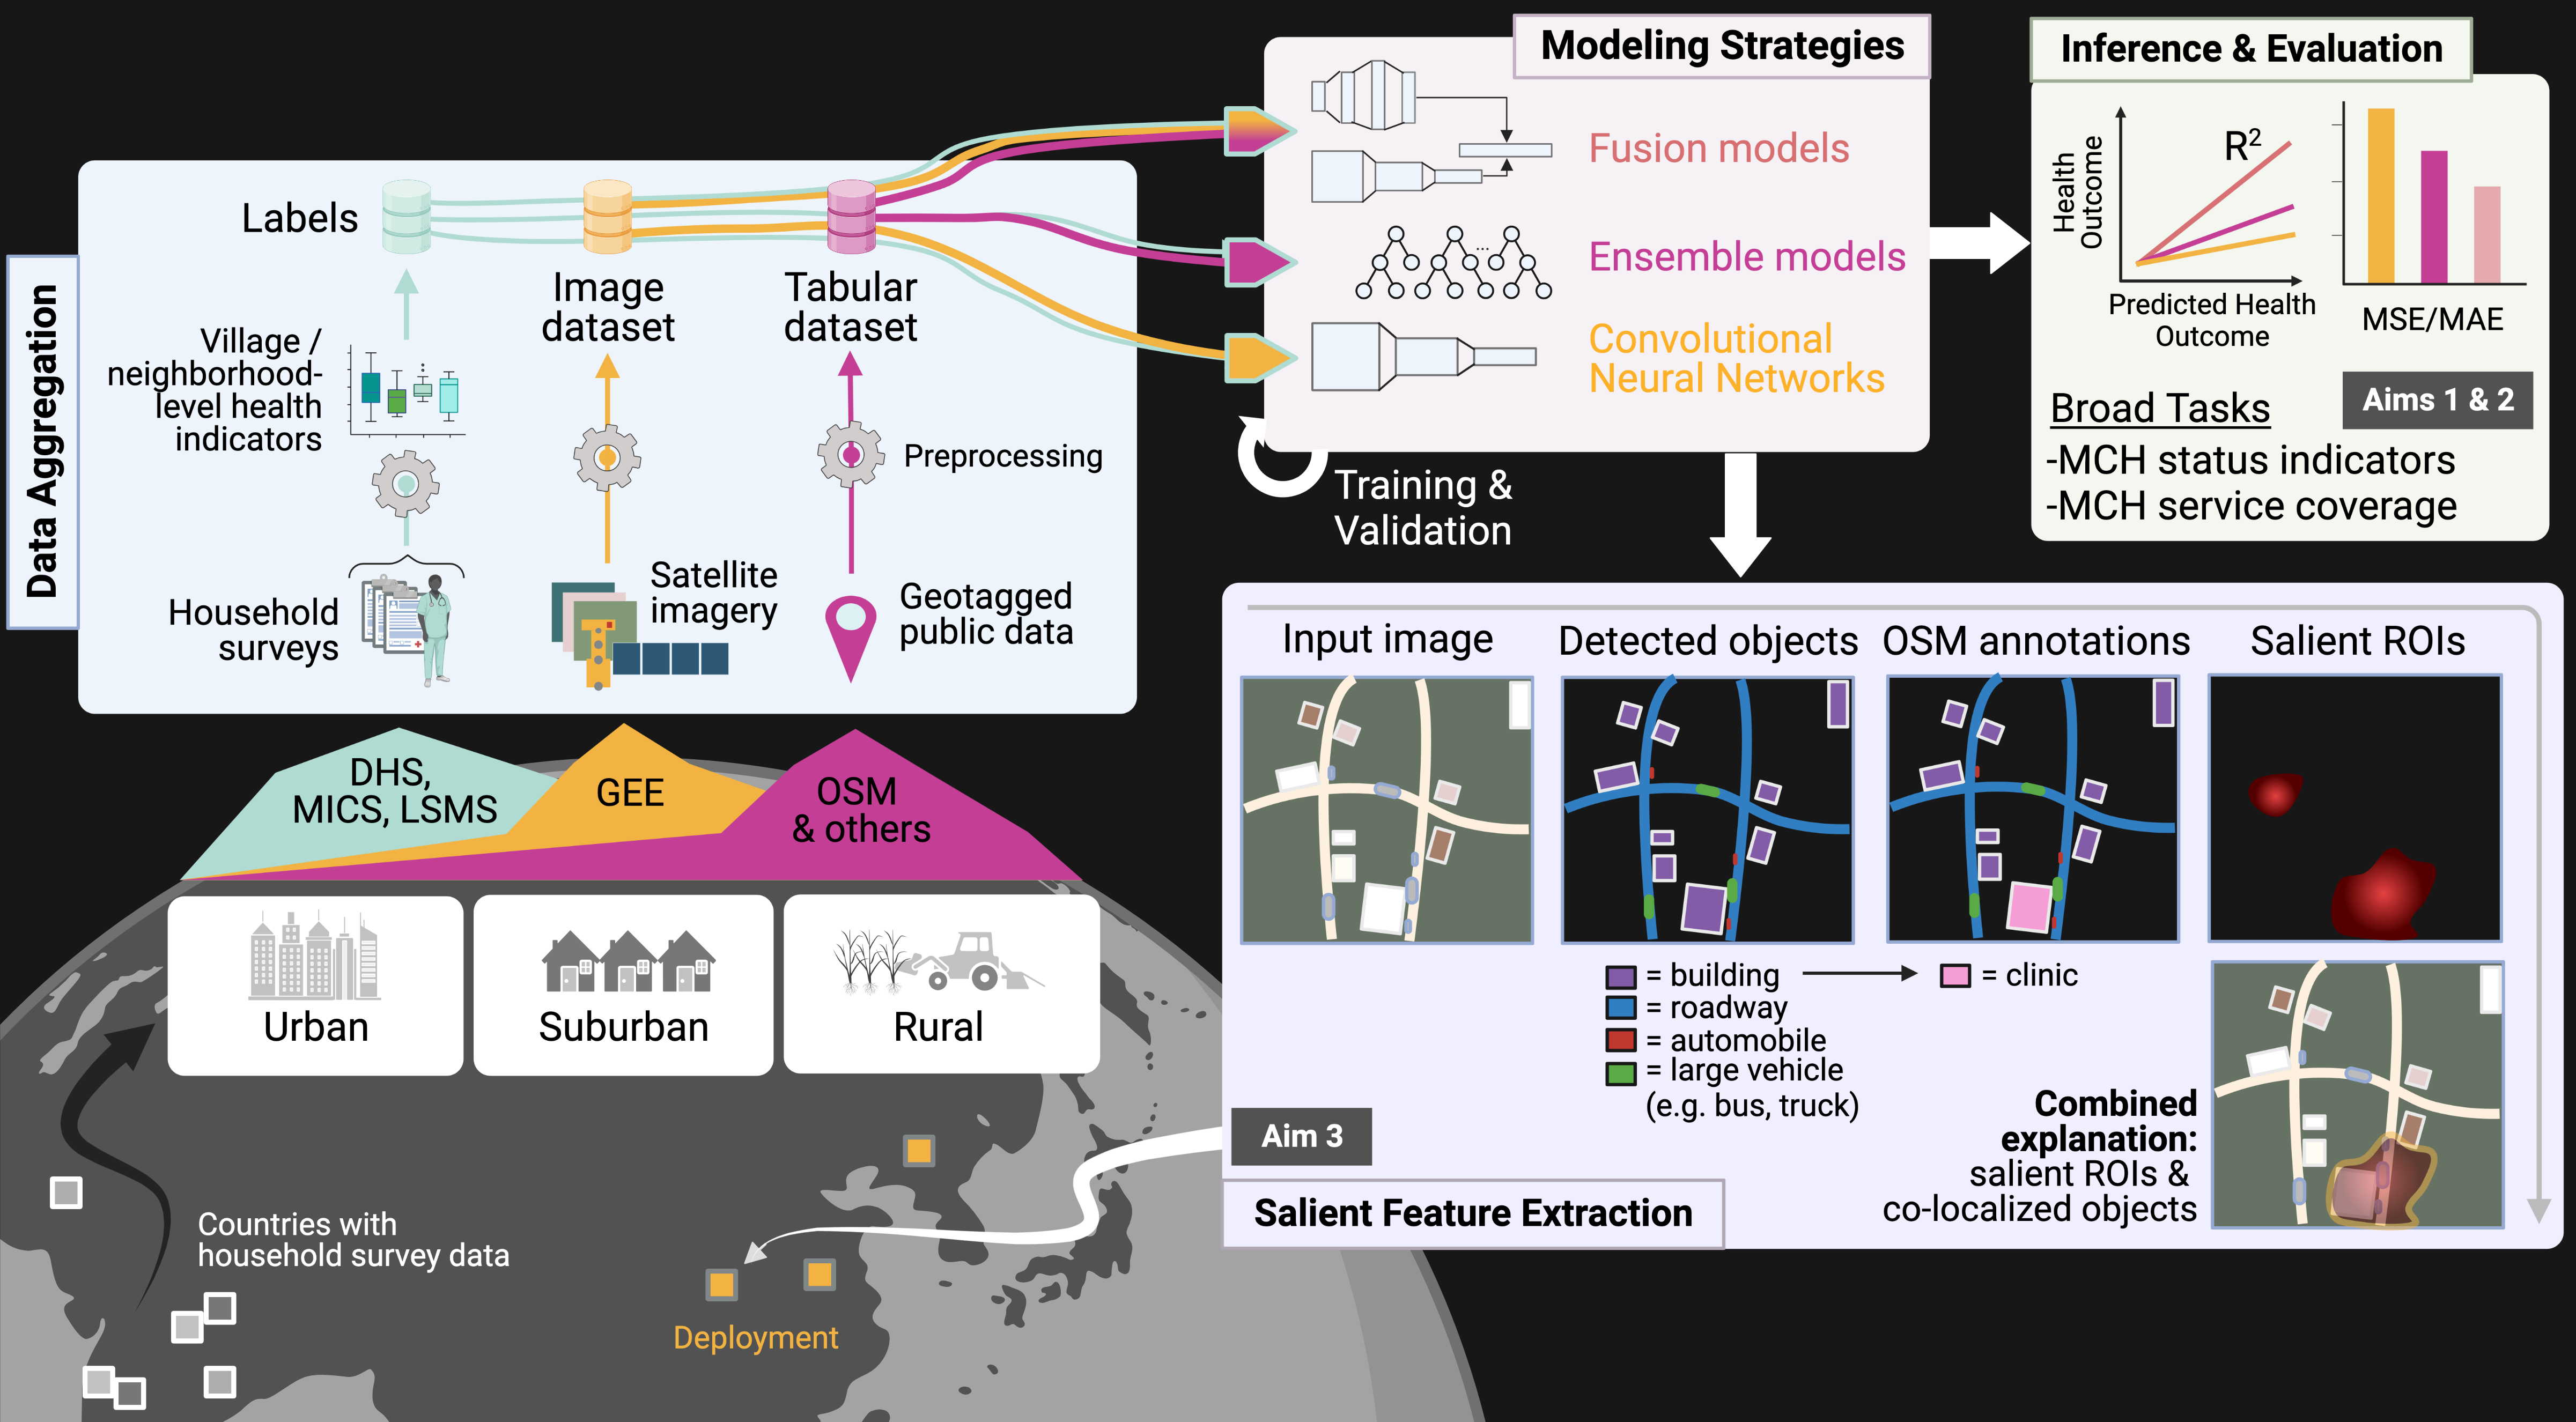 Data Aggregation
Labels
Image
dataset
Tabular
dataset
Village /
neighborhood-
level health
indicators
Preprocessing
Household
surveys
Satellite
imagery
Geotagged
public data
DHS,
MICS, LSMS
GEE
OSM
& others
Urban
Suburban
Rural
Countries with
household survey data
Deployment
Modeling Strategies
Fusion models
...
Ensemble models
Convolutional
Neural Networks
Training &
Validation
Inference & Evaluation
Health
Outcome
R²
Predicted Health
Outcome
MSE/MAE
Aims 1 & 2
Broad Tasks
-MCH status indicators
-MCH service coverage
Input image
Detected objects
OSM annotations
Salient ROIs
= building
= clinic
= roadway
= automobile
= large vehicle
(e.g. bus, truck)
Combined
explanation:
salient ROIs &
co-localized objects
Aim 3
Salient Feature Extraction